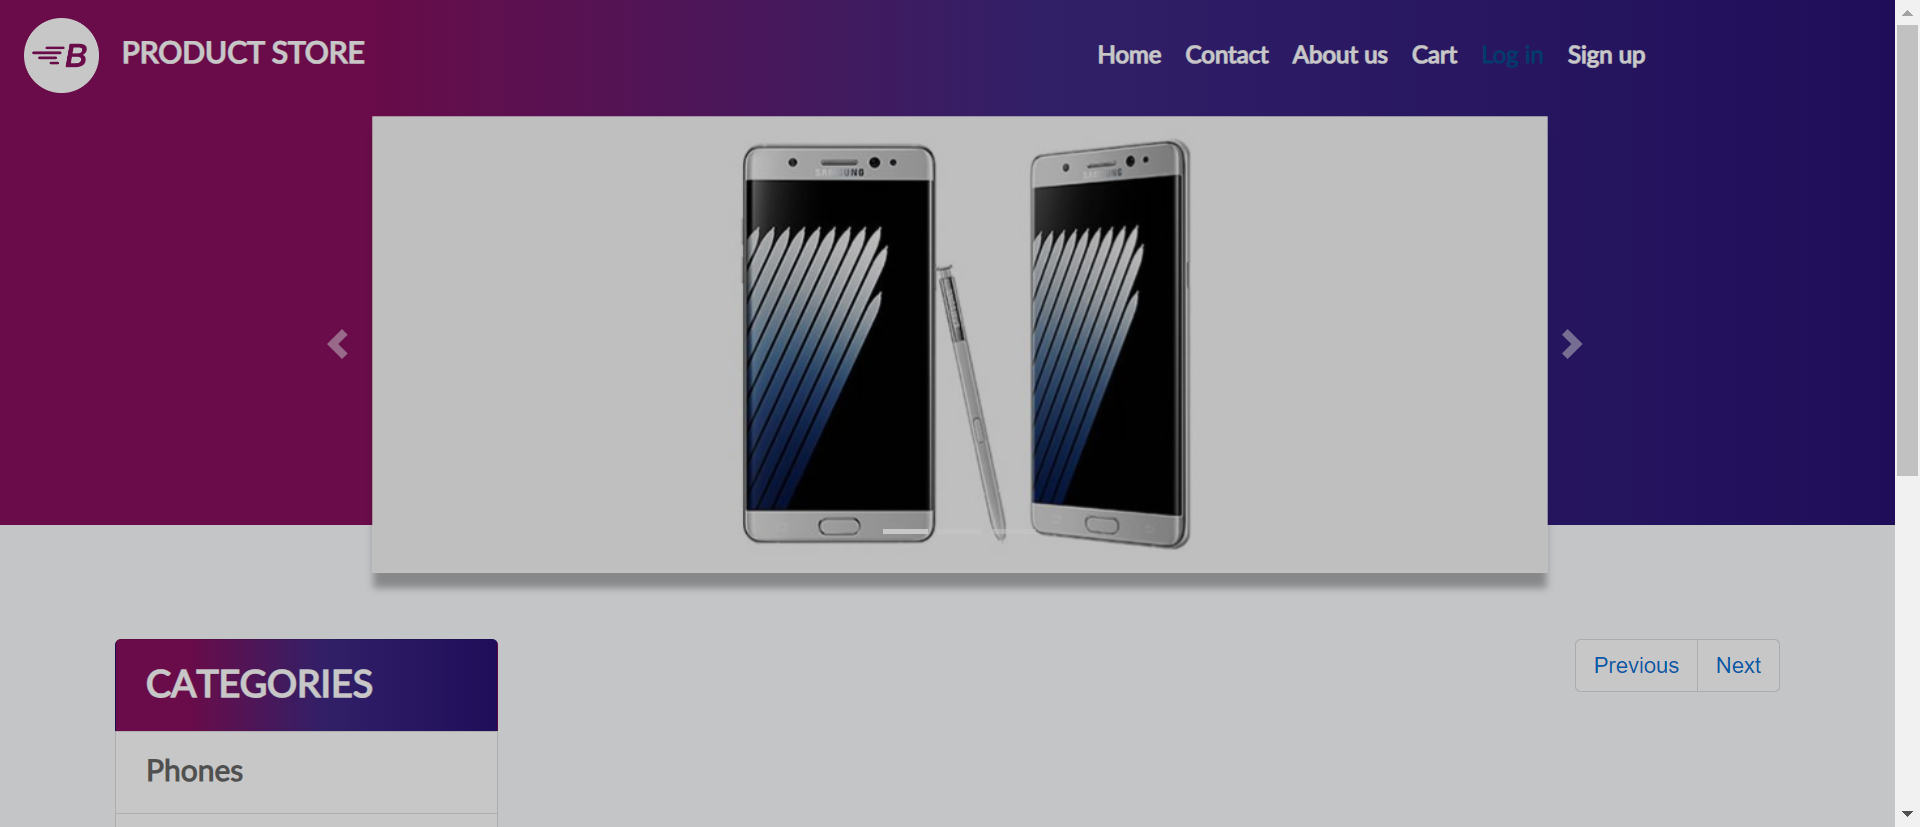 B PRODUCT STORE Home Contact About us Cart Log in Sign up
SAMSUNG SAMSUNG
Previous Next
CATEGORIES
Phones